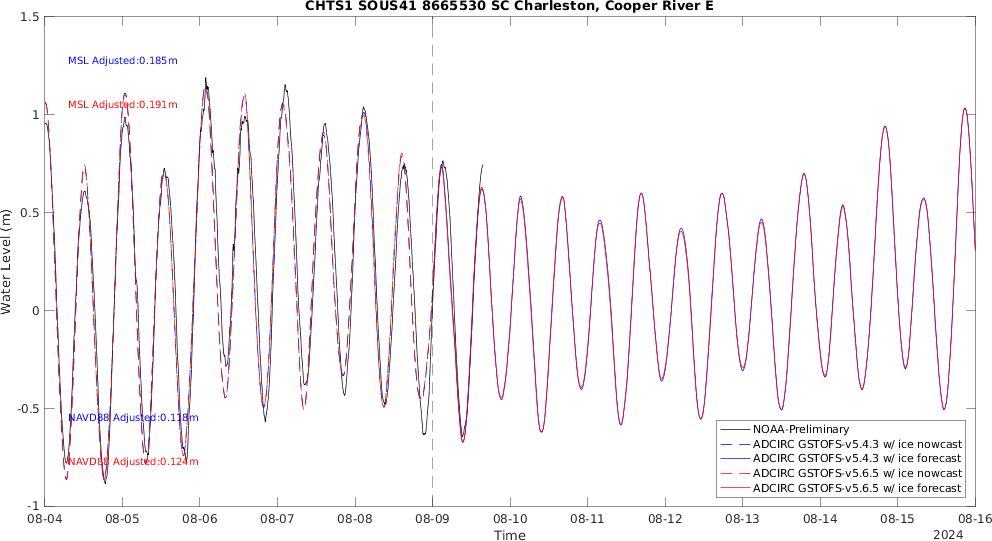 CHTS1 SOUS41 8665530 SC Charleston, Cooper River E
1.5
MSL Adjusted:0.185m
MSL Adjusted:0.191m
1
0.5
Water Level (m)
0
-0.5
NAVD88 Adjusted:0.118m
NAVD88 Adjusted:0.124m
-1
NOAA-Preliminary
ADCIRC GSTOFS-v5.4.3 w/ ice nowcast
ADCIRC GSTOFS-v5.4.3 w/ ice forecast
ADCIRC GSTOFS-v5.6.5 w/ ice nowcast
ADCIRC GSTOFS-v5.6.5 w/ ice forecast
08-04 08-05 08-06 08-07 08-08 08-09 08-10 08-11 08-12 08-13 08-14 08-15 08-16
Time
2024